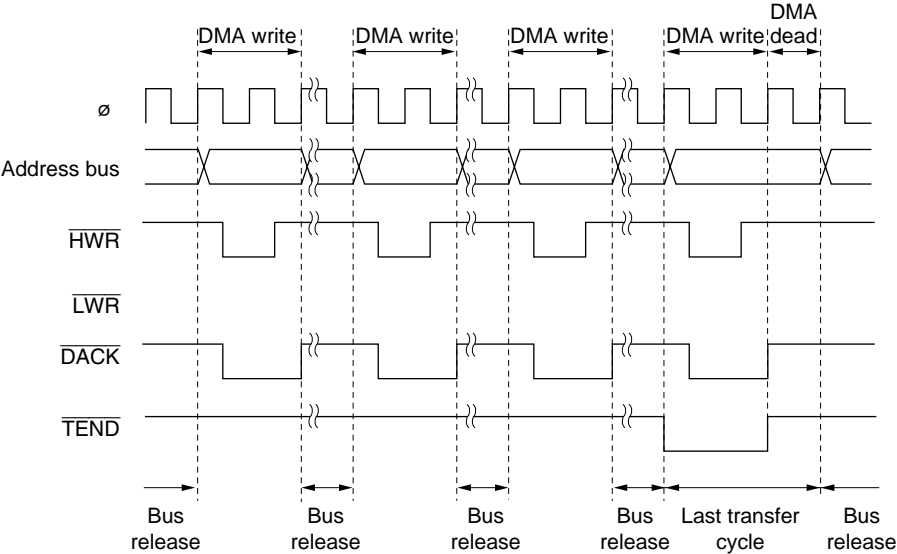 DMA
DMA write DMA write DMA write DMA write dead
ø
Address bus
HWR
LWR
DACK
TEND
Bus release
Bus release
Bus release
Bus release
Last transfer cycle
Bus release